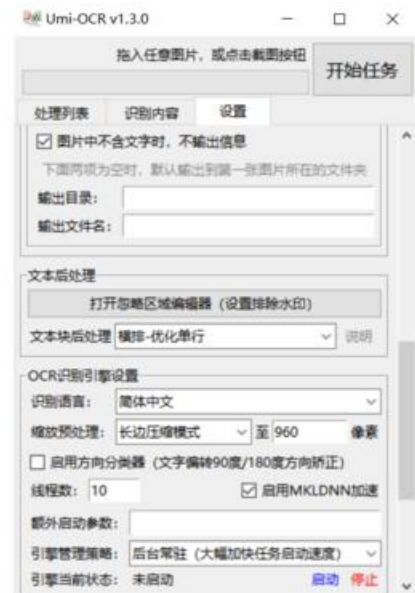 Umi-OCR v1.3.0
拖入任意图片，或点击截图按钮
开始任务
处理列表 识别内容 设置
图片中不含文字时，不输出信息
下面两项为空时，默认输出到第一张图片所在的文件夹
输出目录：
输出文件名：
文本后处理
打开忽略区域编辑器（设置排除水印）
文本块后处理 横排-优化单行 说明
OCR识别引擎设置
识别语言： 简体中文
缩放预处理： 长边压缩模式 至 960 像素
启用方向分类器（文字偏转90度/180度方向矫正）
线程数： 10 启用MKLDNN加速
额外启动参数：
引擎管理策略： 后台常驻（大幅加快任务启动速度）
引擎当前状态： 未启动 启动 停止